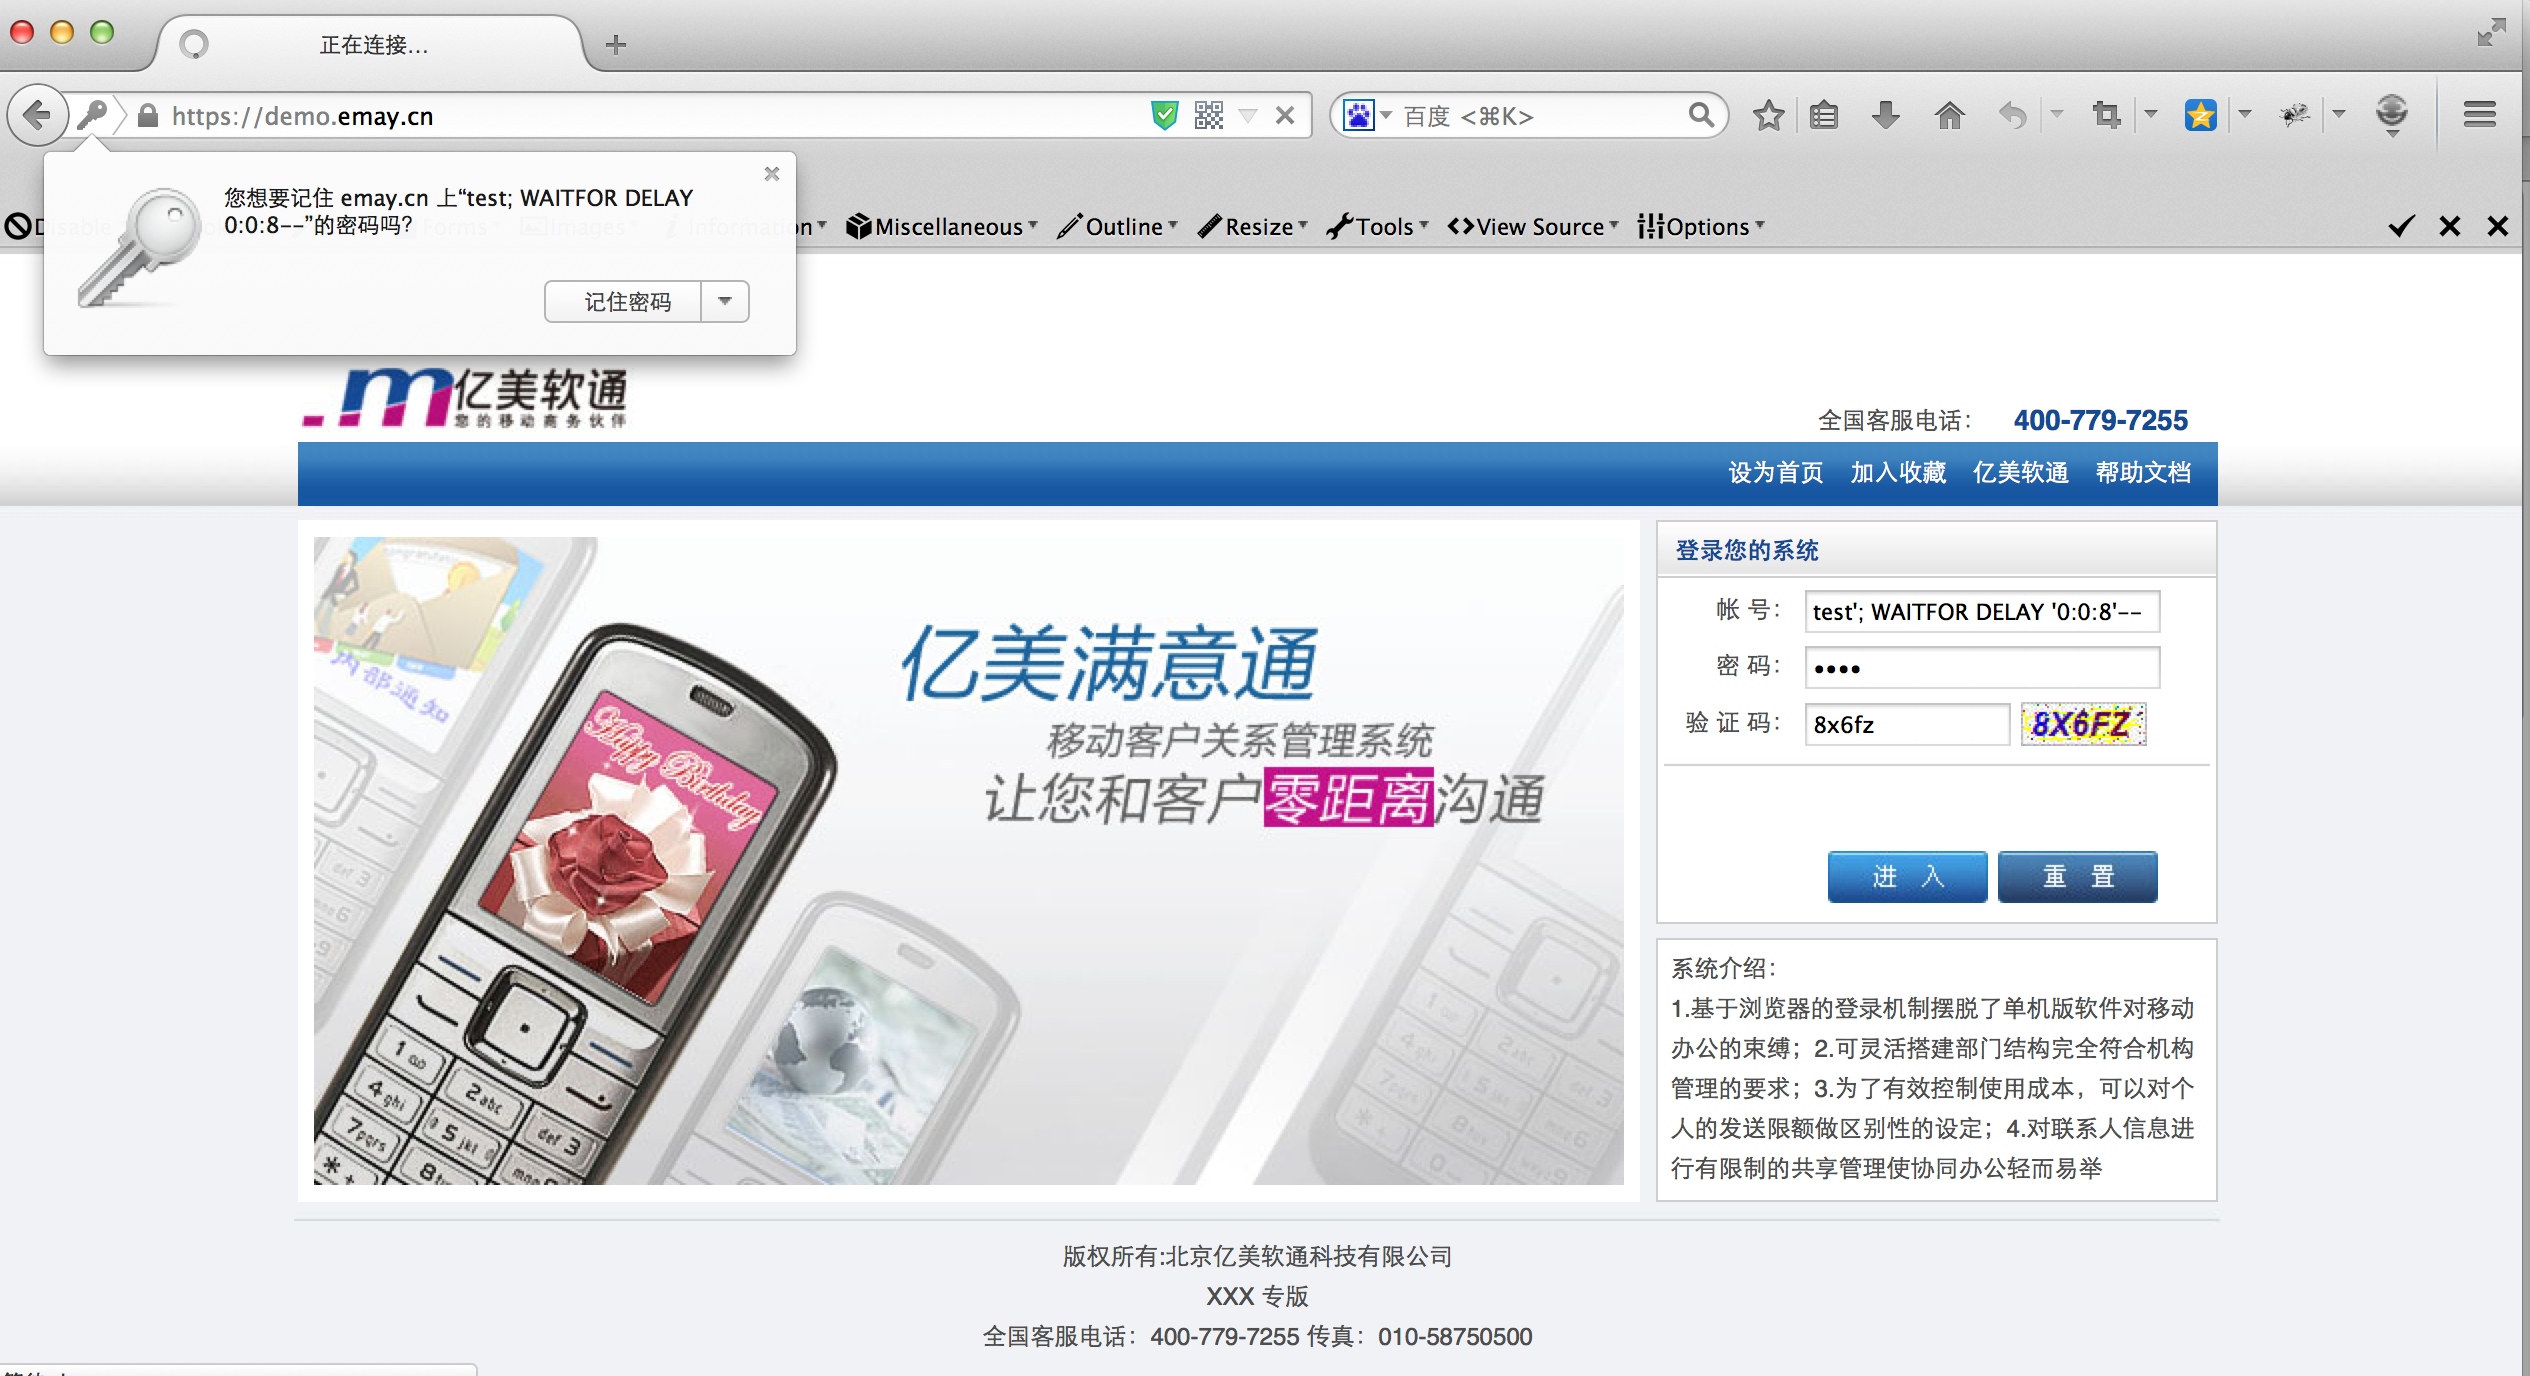 正在连接...
https://demo.emay.cn
百度 <⌘K>
您想要记住 emay.cn 上“test; WAITFOR DELAY
0:0:8--”的密码吗?
记住密码
Miscellaneous
Outline
Resize
Tools
View Source
Options
亿美软通
您的移动商务伙伴
全国客服电话：
400-779-7255
设为首页 加入收藏 亿美软通 帮助文档
内部通知
Happy Birthday
亿美满意通
移动客户关系管理系统
让您和客户零距离沟通
登录您的系统
帐 号：
test'; WAITFOR DELAY '0:0:8'--
密 码：
••••
验 证 码：
8x6fz
8X6FZ
进 入
重 置
系统介绍：
1.基于浏览器的登录机制摆脱了单机版软件对移动
办公的束缚；2.可灵活搭建部门结构完全符合机构
管理的要求；3.为了有效控制使用成本，可以对个
人的发送限额做区别性的设定；4.对联系人信息进
行有限制的共享管理使协同办公轻而易举
版权所有:北京亿美软通科技有限公司
XXX 专版
全国客服电话：400-779-7255 传真：010-58750500